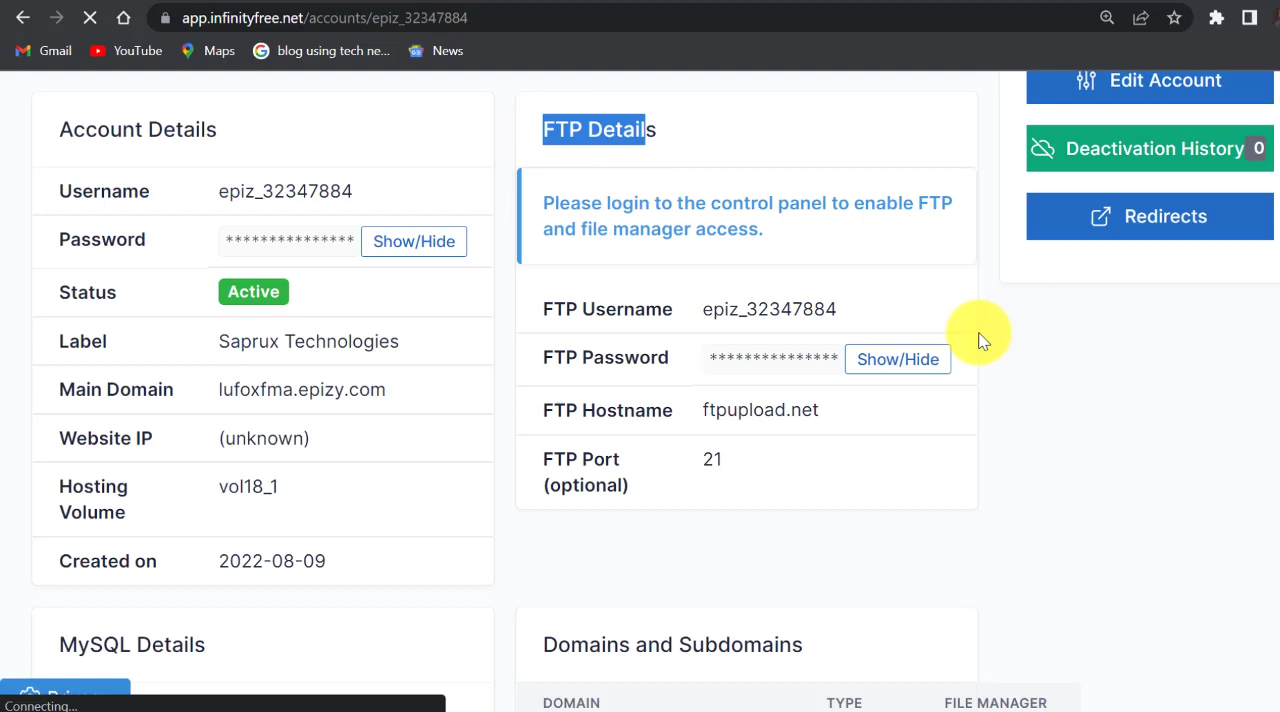 app.infinityfree.net/accounts/epiz_32347884
Gmail
YouTube
Maps
blog using tech ne...
News
Edit Account
Deactivation History 0
Redirects
Account Details
Username epiz_32347884
Password *************** Show/Hide
Status Active
Label Saprux Technologies
Main Domain lufoxfma.epizy.com
Website IP (unknown)
Hosting vol18_1
Volume
Created on 2022-08-09
FTP Details
Please login to the control panel to enable FTP
and file manager access.
FTP Username epiz_32347884
FTP Password *************** Show/Hide
FTP Hostname ftpupload.net
FTP Port 21
(optional)
MySQL Details
Domains and Subdomains
DOMAIN TYPE FILE MANAGER
Connecting...